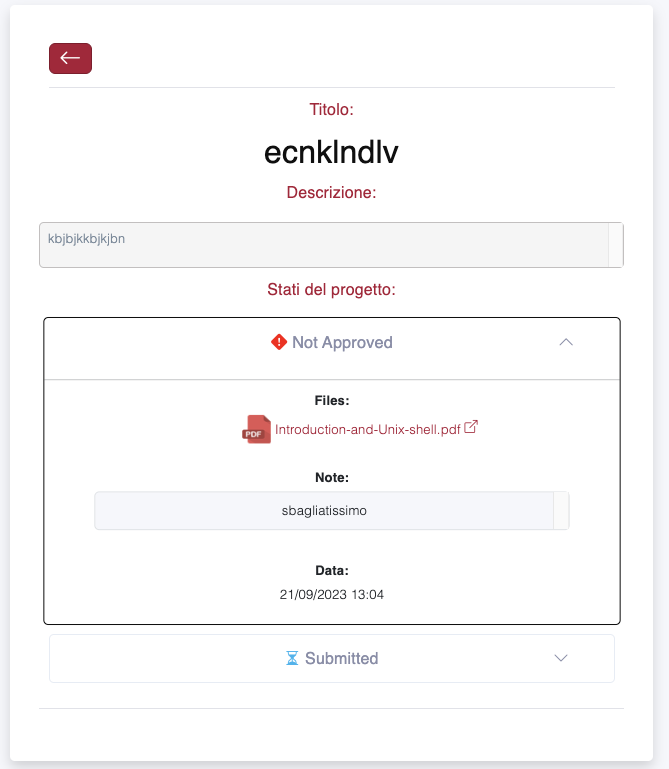 Titolo:
ecnklndlv
Descrizione:
kbjbjkkbjkjbn
Stati del progetto:
Not Approved
Files:
PDF Introduction-and-Unix-shell.pdf
Note:
sbagliatissimo
Data:
21/09/2023 13:04
Submitted